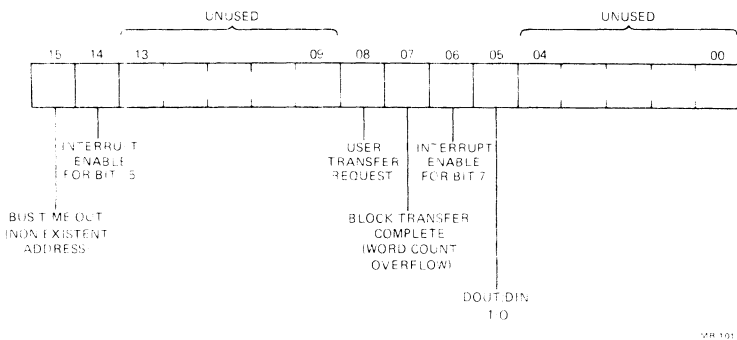 UNUSED UNUSED
15 14 13 09 08 07 06 05 04 00
INTERRUPT
ENABLE
FOR BIT 15
USER
TRANSFER
REQUEST
INTERRUPT
ENABLE
FOR BIT 7
BUS TIME OUT
(NON EXISTENT
ADDRESS)
BLOCK TRANSFER
COMPLETE
(WORD COUNT
OVERFLOW)
DOUT/DIN
1 0